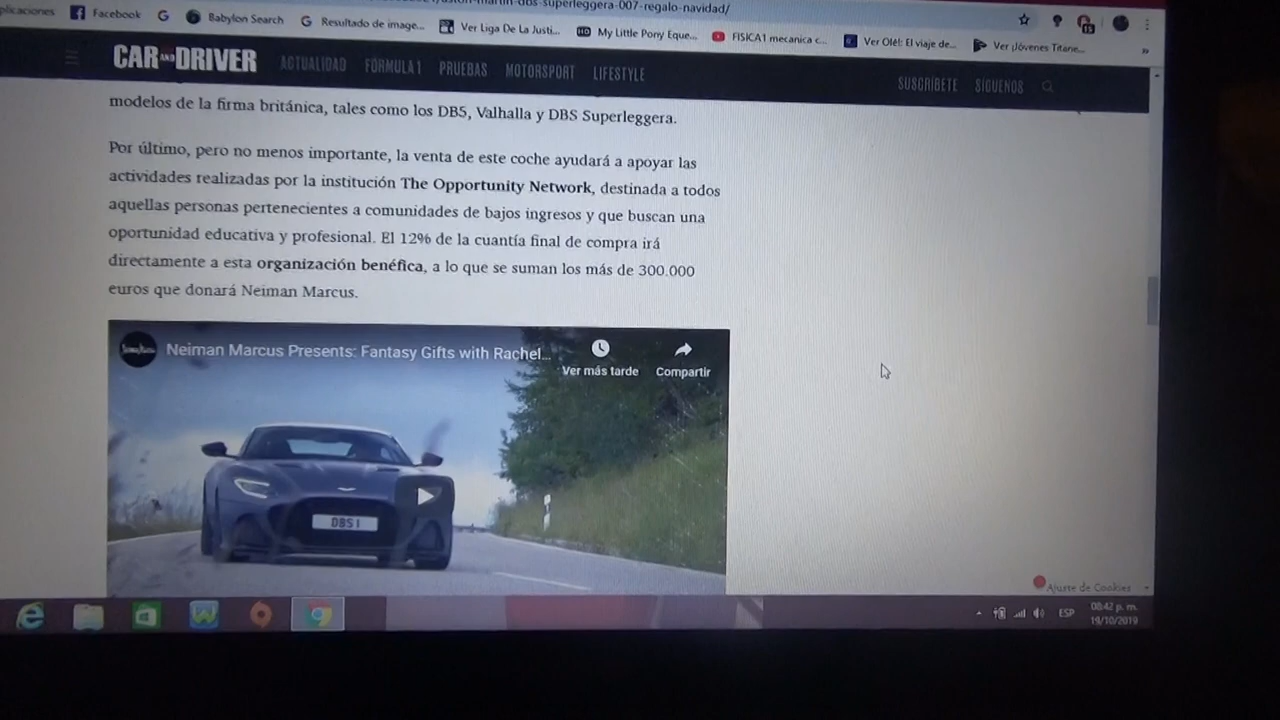 superleggera-007-regalo-navidad/
plicaciones Facebook Babylon Search Resultado de image... Ver Liga De La Justi... My Little Pony Eque... FISICA1 mecanica c... Ver Olé!: El viaje de... Ver ¡Jóvenes Titane... »
CAR AND DRIVER ACTUALIDAD FÓRMULA 1 PRUEBAS MOTORSPORT LIFESTYLE SUSCRÍBETE SÍGUENOS
modelos de la firma británica, tales como los DB5, Valhalla y DBS Superleggera.
Por último, pero no menos importante, la venta de este coche ayudará a apoyar las
actividades realizadas por la institución The Opportunity Network, destinada a todos
aquellas personas pertenecientes a comunidades de bajos ingresos y que buscan una
oportunidad educativa y profesional. El 12% de la cuantía final de compra irá
directamente a esta organización benéfica, a lo que se suman los más de 300.000
euros que donará Neiman Marcus.
Neiman Marcus Presents: Fantasy Gifts with Rachel...
Ver más tarde Compartir
DBS 1
Ajuste de Cookies
ESP 08:42 p. m.
19/10/2019